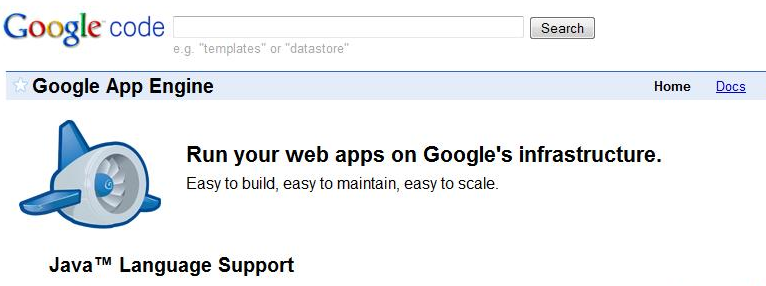 Google code
Search
e.g. "templates" or "datastore"
Google App Engine
Home Docs
Run your web apps on Google's infrastructure.
Easy to build, easy to maintain, easy to scale.
Java™ Language Support